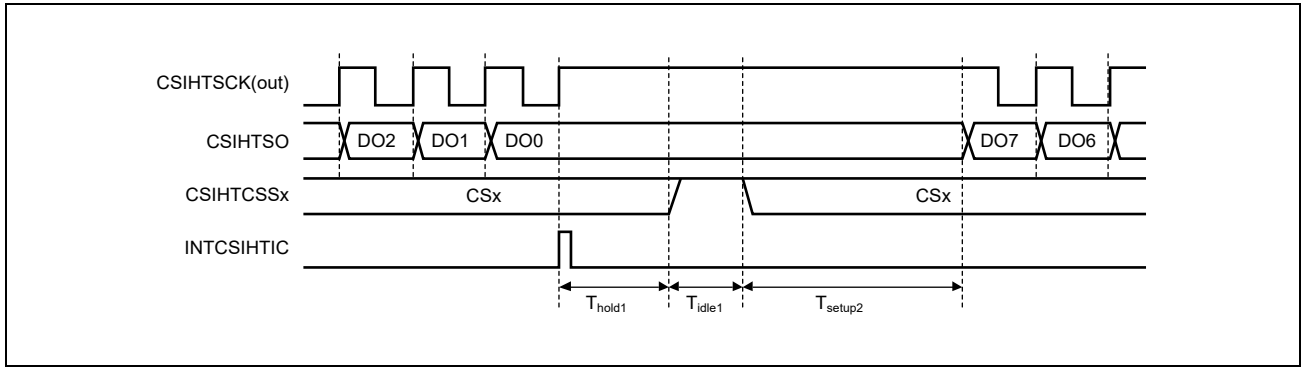 CSIHTSCK(out)
CSIHTSO DO2 DO1 DO0 DO7 DO6
CSIHTCSSx CSx CSx
INTCSIHTIC
Thold1 Tidle1 Tsetup2